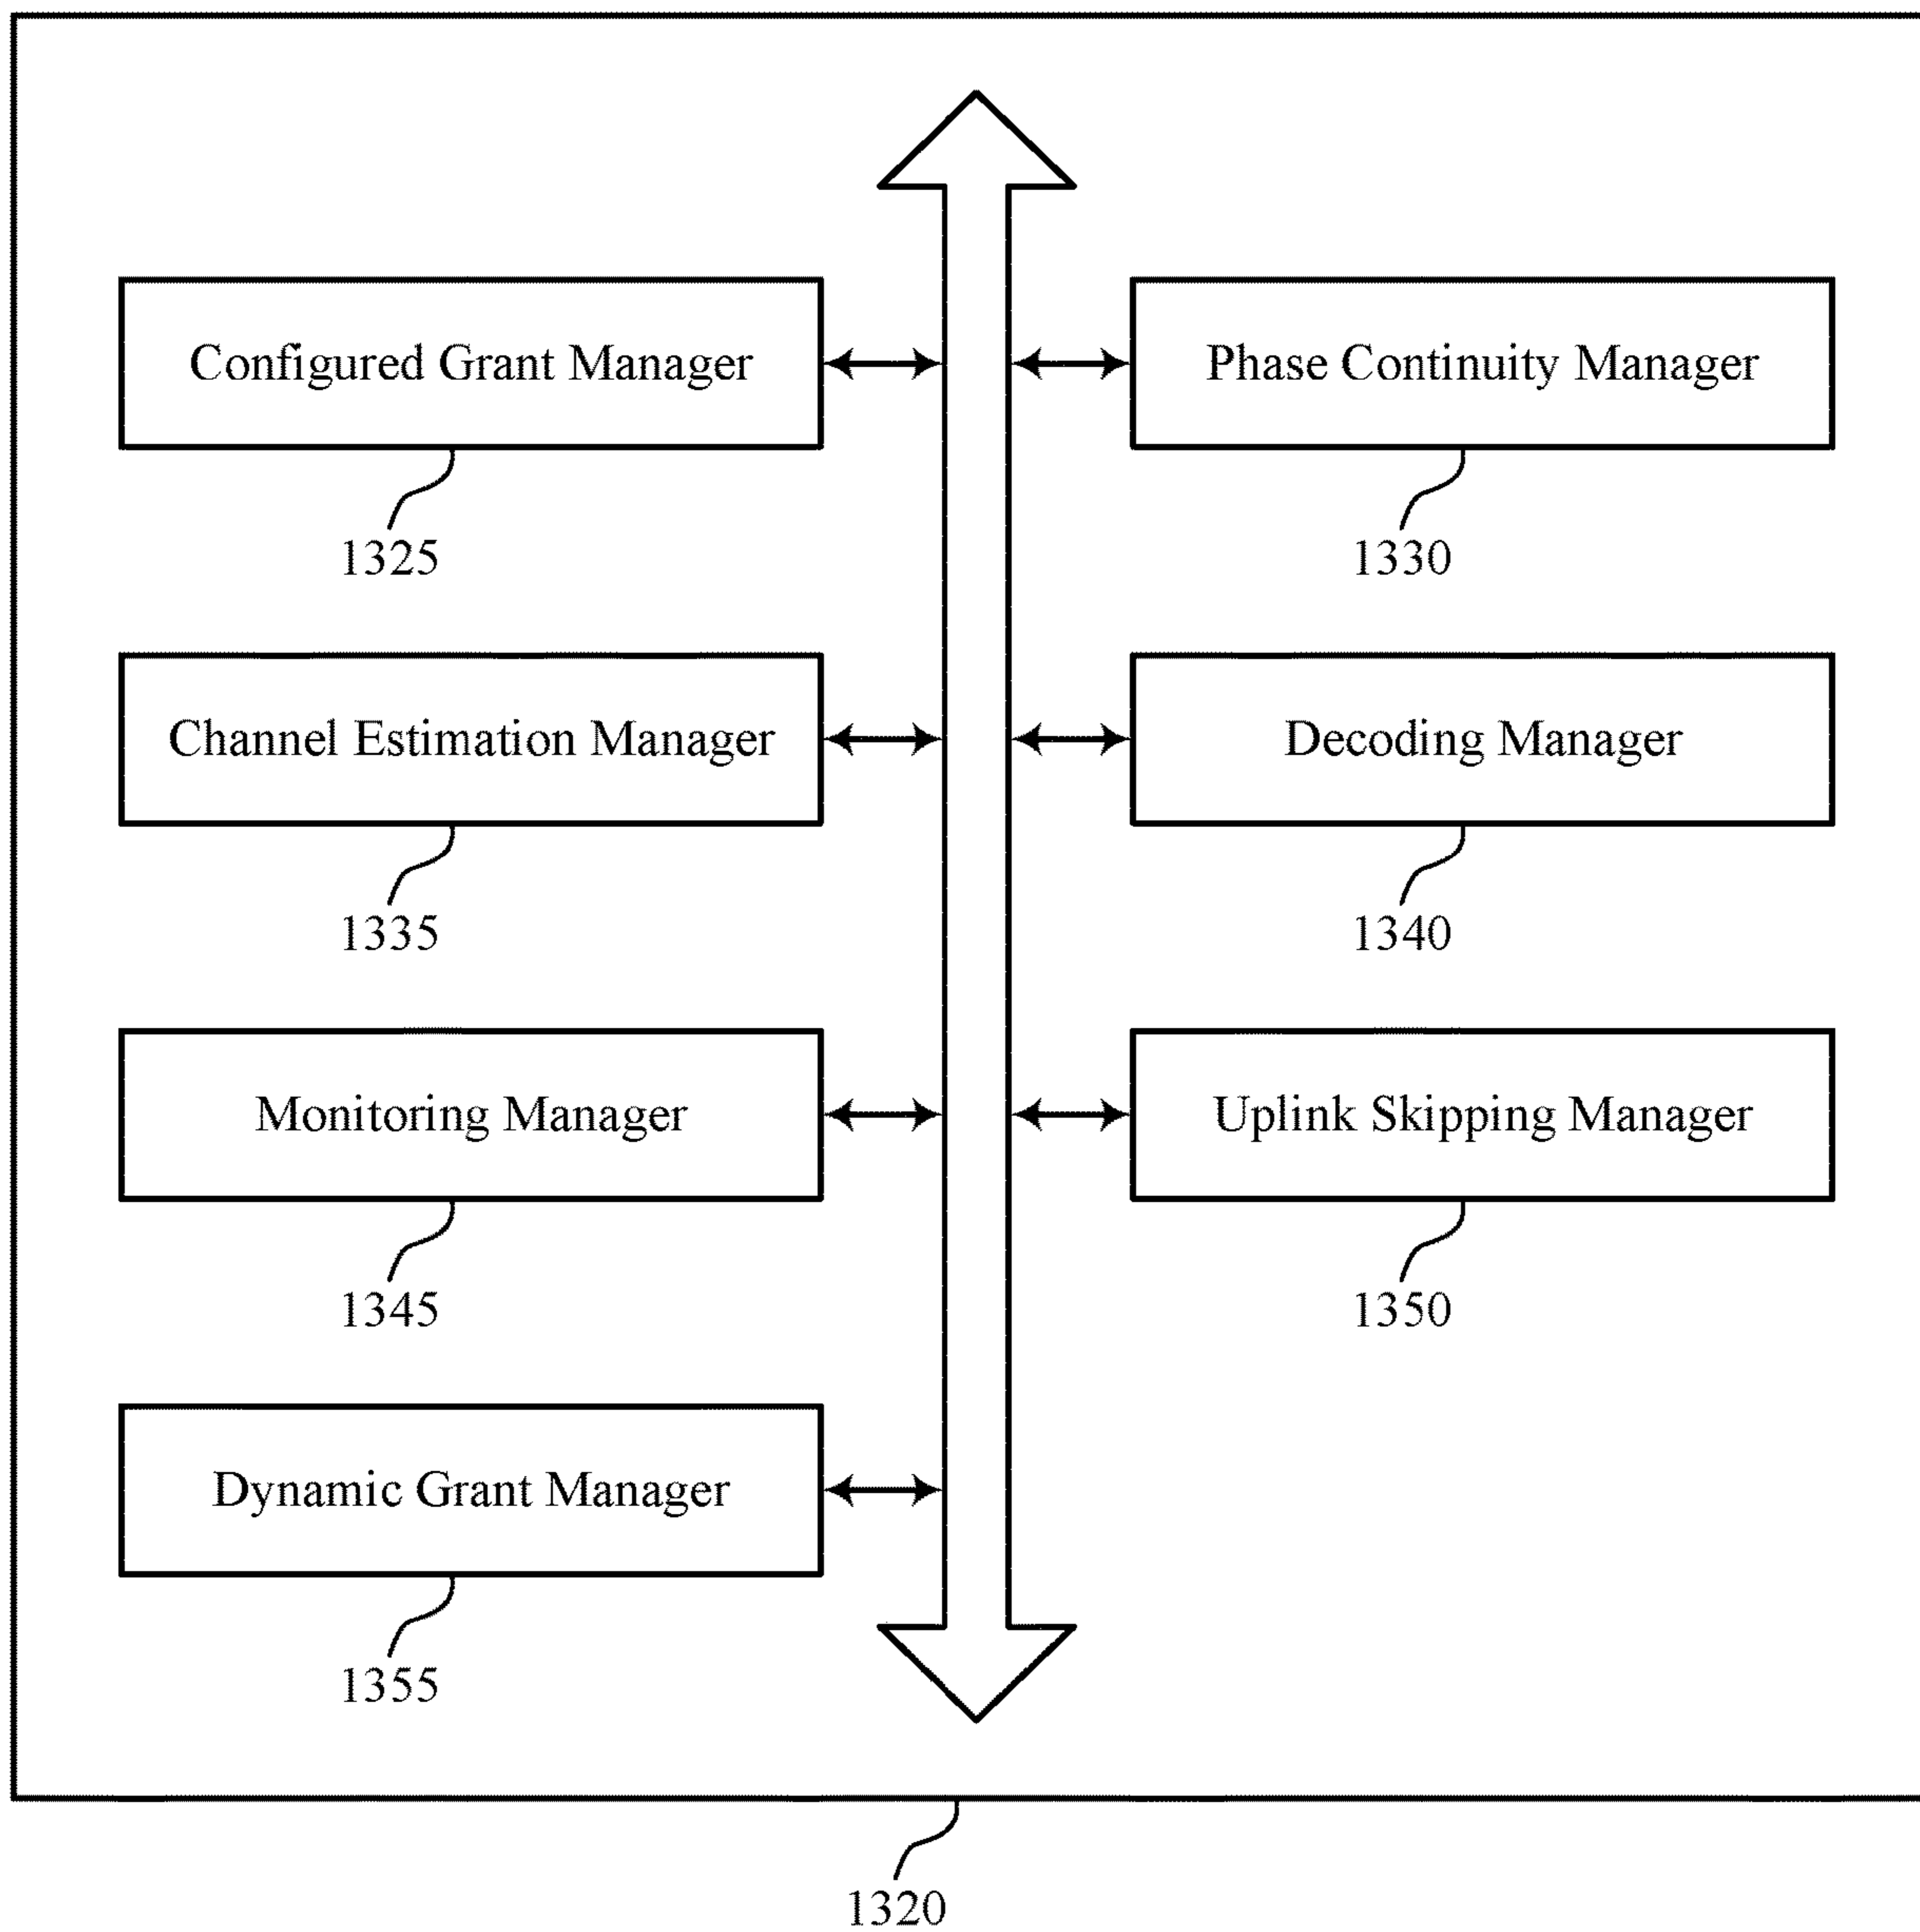 Configured Grant Manager
Phase Continuity Manager
1325
1330
Channel Estimation Manager
Decoding Manager
1335
1340
Monitoring Manager
Uplink Skipping Manager
1345
1350
Dynamic Grant Manager
1355
1320